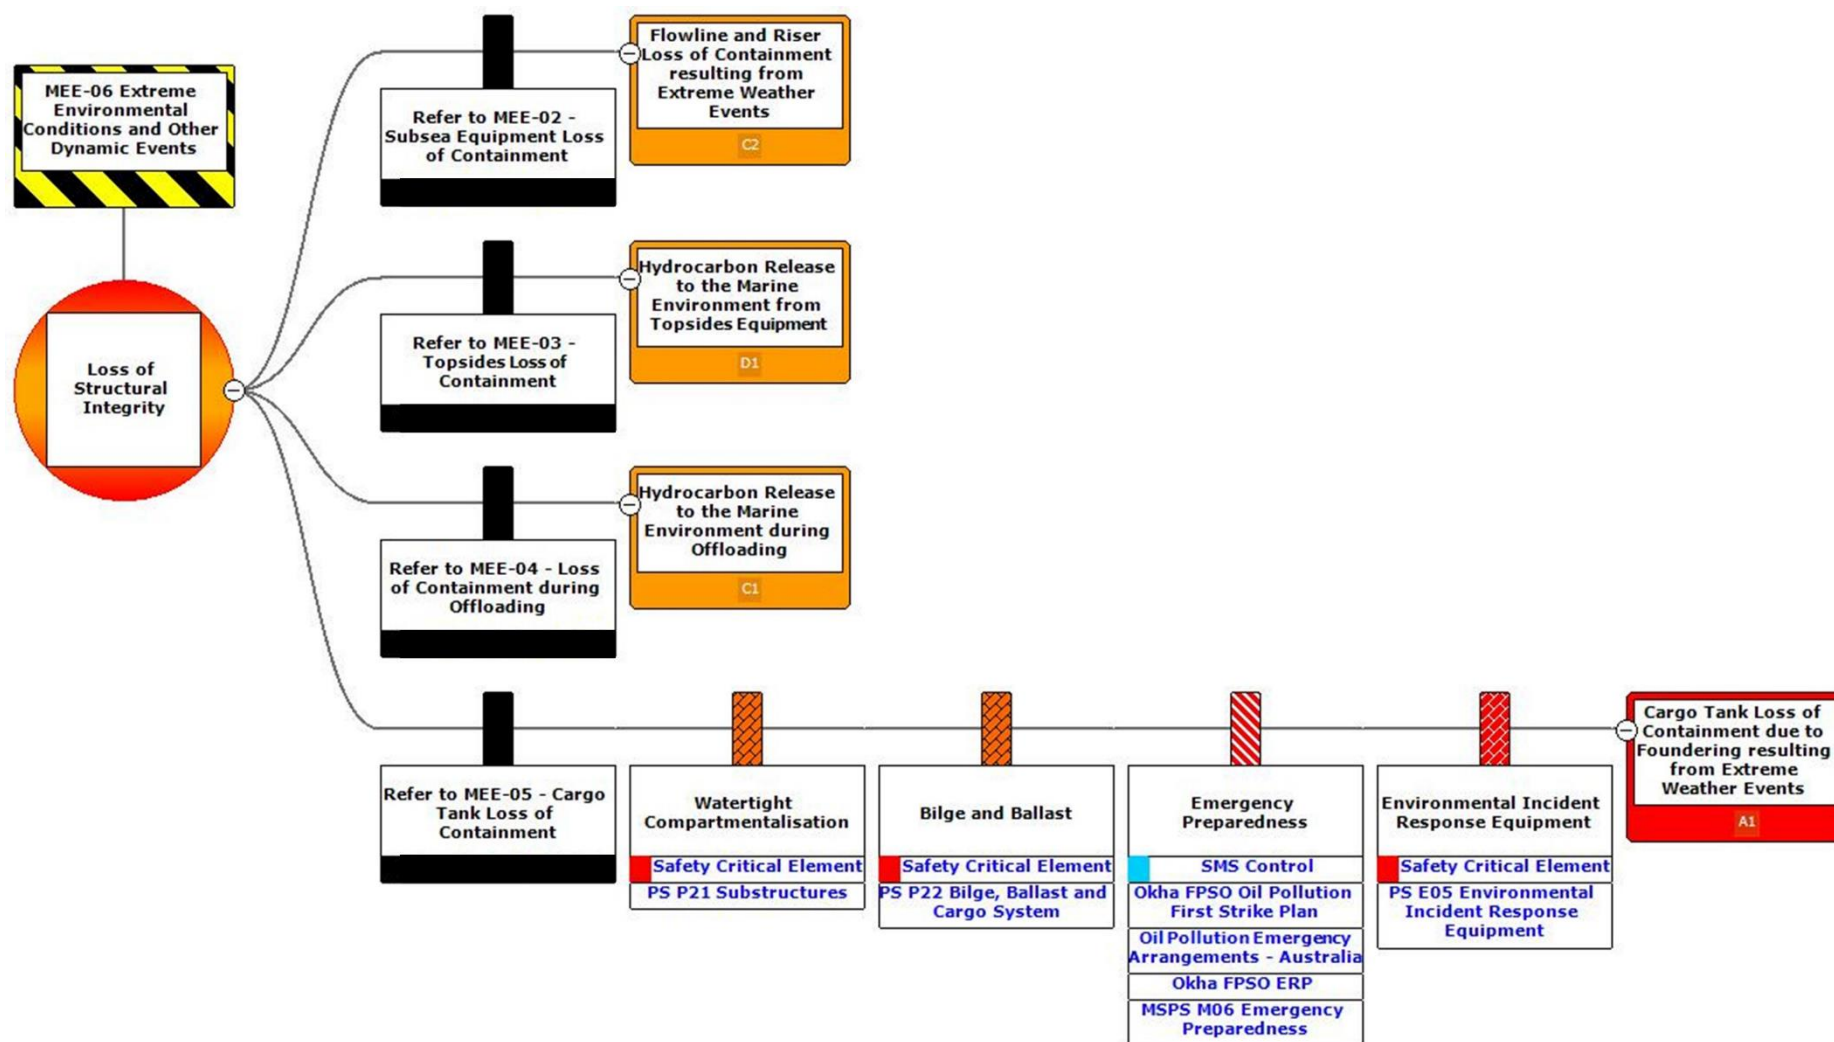 MEE-06 Extreme
Environmental
Conditions and Other
Dynamic Events
Loss of
Structural
Integrity
Refer to MEE-02 -
Subsea Equipment Loss
of Containment
Flowline and Riser
Loss of Containment
resulting from
Extreme Weather
Events
C2
Refer to MEE-03 -
Topsides Loss of
Containment
Hydrocarbon Release
to the Marine
Environment from
Topsides Equipment
D1
Refer to MEE-04 - Loss
of Containment during
Offloading
Hydrocarbon Release
to the Marine
Environment during
Offloading
C1
Refer to MEE-05 - Cargo
Tank Loss of
Containment
Watertight
Compartmentalisation
Safety Critical Element
PS P21 Substructures
Bilge and Ballast
Safety Critical Element
PS P22 Bilge, Ballast and
Cargo System
Emergency
Preparedness
SMS Control
Okha FPSO Oil Pollution
First Strike Plan
Oil Pollution Emergency
Arrangements - Australia
Okha FPSO ERP
MSPS M06 Emergency
Preparedness
Environmental Incident
Response Equipment
Safety Critical Element
PS E05 Environmental
Incident Response
Equipment
Cargo Tank Loss of
Containment due to
Foundering resulting
from Extreme
Weather Events
A1